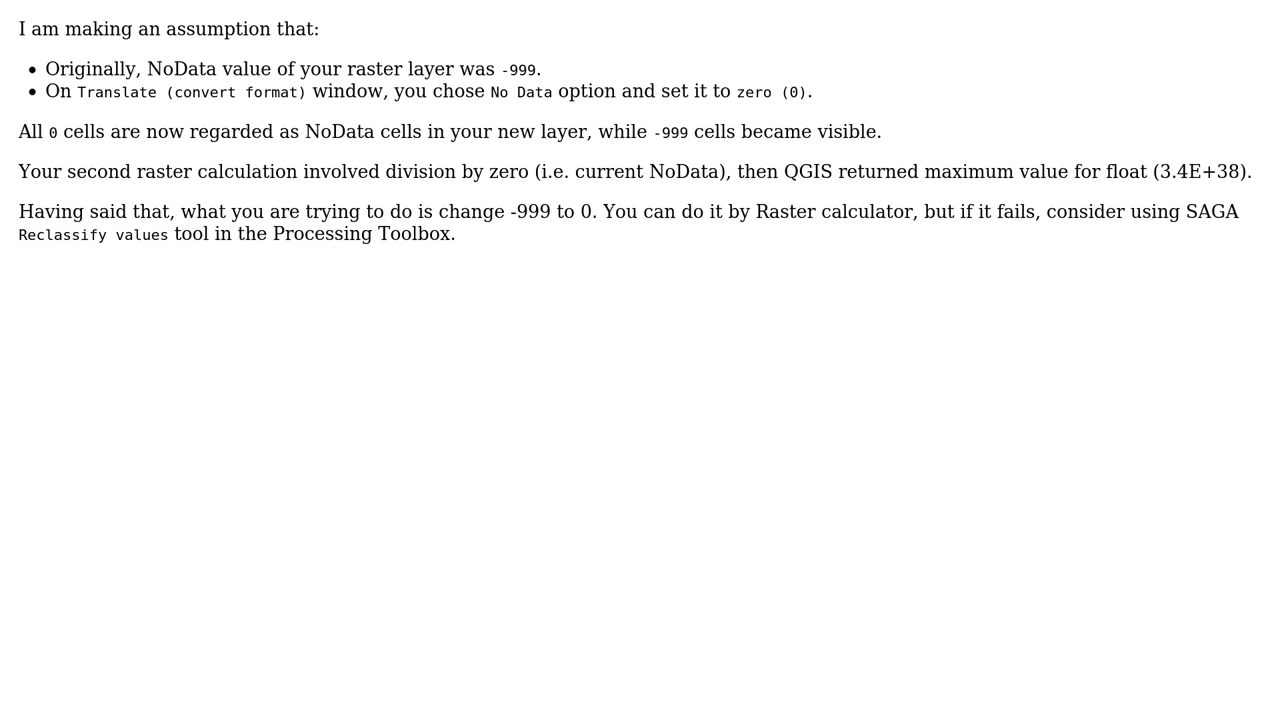 I am making an assumption that:
• Originally, NoData value of your raster layer was -999.
• On Translate (convert format) window, you chose No Data option and set it to zero (0).
All 0 cells are now regarded as NoData cells in your new layer, while -999 cells became visible.
Your second raster calculation involved division by zero (i.e. current NoData), then QGIS returned maximum value for float (3.4E+38).
Having said that, what you are trying to do is change -999 to 0. You can do it by Raster calculator, but if it fails, consider using SAGA
Reclassify values tool in the Processing Toolbox.